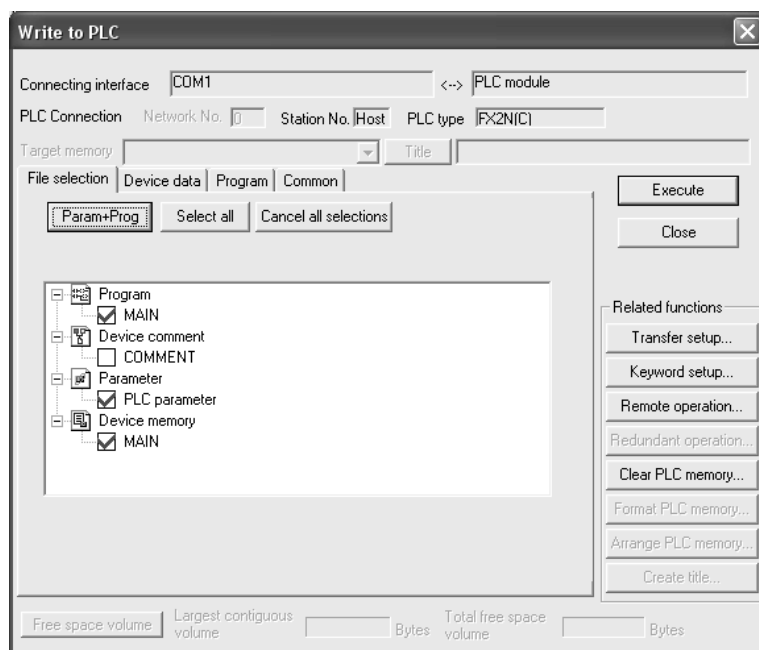 Write to PLC
Connecting interface COM1 <--> PLC module
PLC Connection Network No. 0 Station No. Host PLC type FX2N(C)
Target memory Title
File selection Device data Program Common
Param+Prog Select all Cancel all selections
Execute
Close
Program
MAIN
Device comment
COMMENT
Parameter
PLC parameter
Device memory
MAIN
Related functions
Transfer setup...
Keyword setup...
Remote operation...
Redundant operation...
Clear PLC memory...
Format PLC memory...
Arrange PLC memory...
Create title...
Free space volume Largest contiguous volume Bytes Total free space volume Bytes